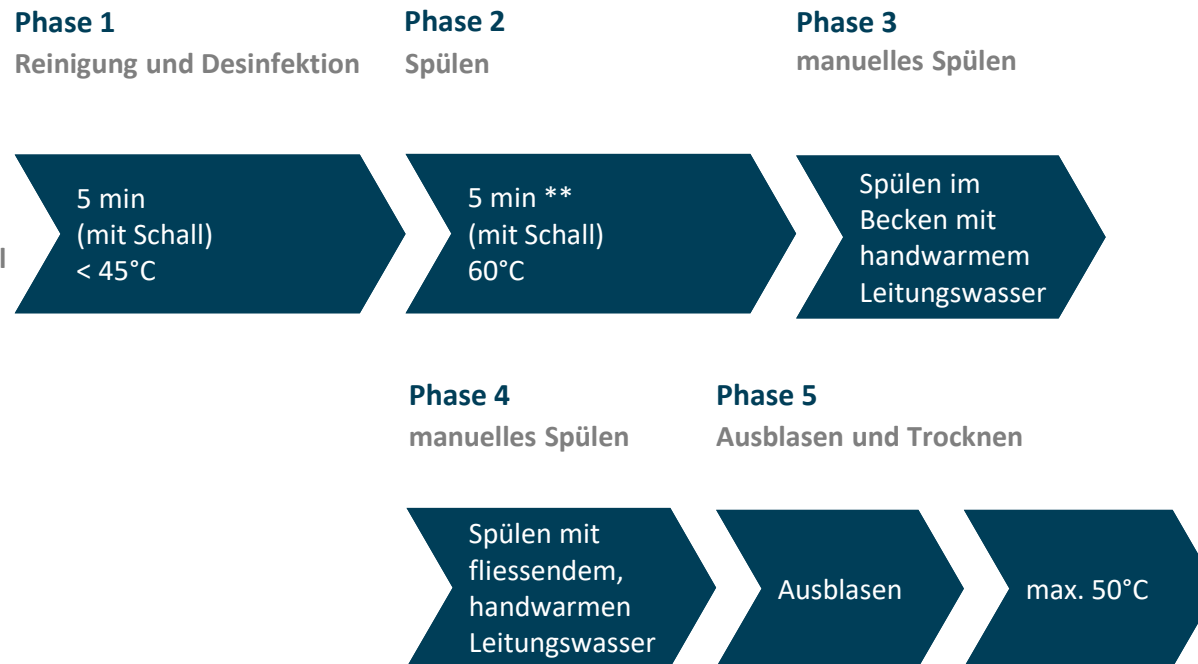 Phase 1
Reinigung und Desinfektion
Phase 2
Spülen
Phase 3
manuelles Spülen
5 min
(mit Schall)
< 45°C
5 min **
(mit Schall)
60°C
Spülen im
Becken mit
handwarmem
Leitungswasser
Phase 4
manuelles Spülen
Phase 5
Ausblasen und Trocknen
Spülen mit
fliessendem,
handwarmen
Leitungswasser
Ausblasen
max. 50°C